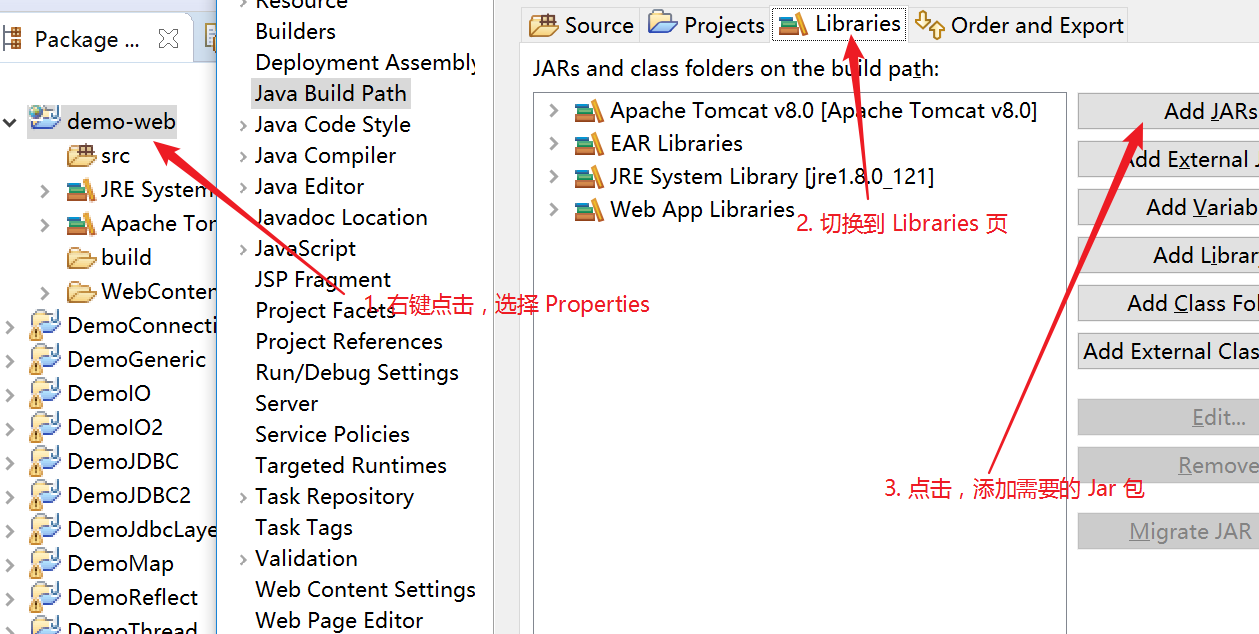 Package ...
demo-web
src
JRE System
Apache Tor
build
WebConten
DemoConnecti
DemoGeneric
DemoIO
DemoIO2
DemoJDBC
DemoJDBC2
DemoJdbcLaye
DemoMap
DemoReflect
DemoThread
Resource
Builders
Deployment Assembly
Java Build Path
Java Code Style
Java Compiler
Java Editor
Javadoc Location
JavaScript
JSP Fragment
Project Facets
Project References
Run/Debug Settings
Server
Service Policies
Targeted Runtimes
Task Repository
Task Tags
Validation
Web Content Settings
Web Page Editor
1. 右键点击，选择 Properties
Source Projects Libraries Order and Export
JARs and class folders on the build path:
Apache Tomcat v8.0 [Apache Tomcat v8.0]
EAR Libraries
JRE System Library [jre1.8.0_121]
Web App Libraries
2. 切换到 Libraries 页
3. 点击，添加需要的 Jar 包
Add JARs
Add External J
Add Variab
Add Librar
Add Class Fol
Add External Clas
Edit...
Remove
Migrate JAR